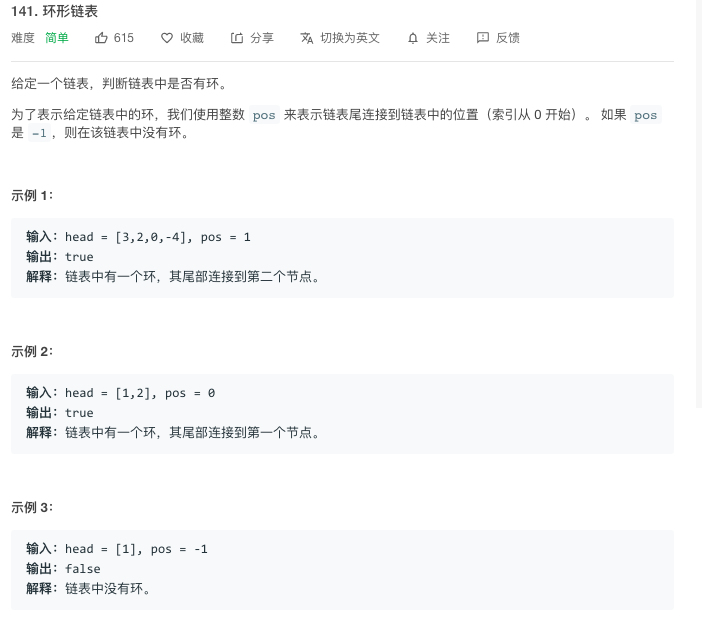 141. 环形链表
难度 简单 615 收藏 分享 切换为英文 关注 反馈
给定一个链表，判断链表中是否有环。
为了表示给定链表中的环，我们使用整数 pos 来表示链表尾连接到链表中的位置（索引从 0 开始）。 如果 pos
是 -1，则在该链表中没有环。
示例 1：
输入：head = [3,2,0,-4], pos = 1
输出：true
解释：链表中有一个环，其尾部连接到第二个节点。
示例 2：
输入：head = [1,2], pos = 0
输出：true
解释：链表中有一个环，其尾部连接到第一个节点。
示例 3：
输入：head = [1], pos = -1
输出：false
解释：链表中没有环。